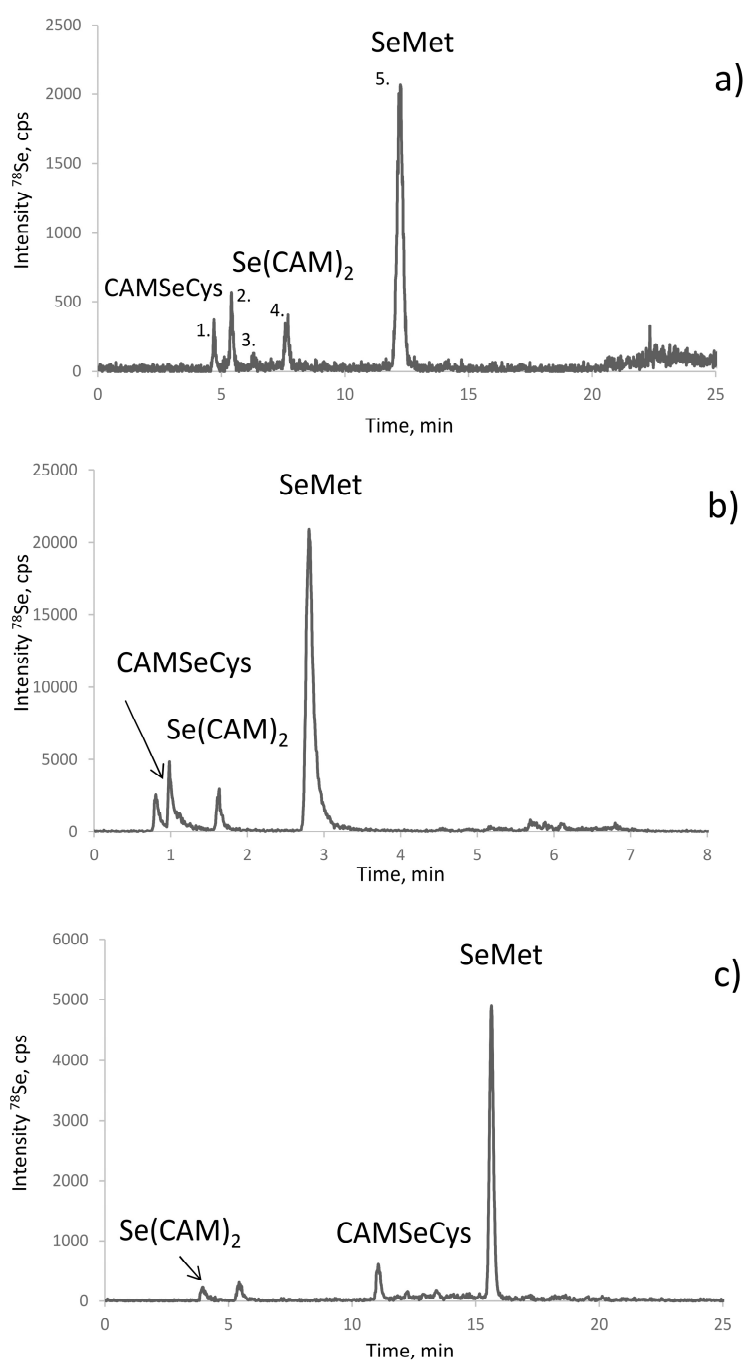 2500
SeMet
a)
5.
2000
1500
Intensity ⁷⁸Se, cps
1000
Se(CAM)₂
CAMSeCys
500
1.
2.
3.
4.
0
0 5 10 15 20 25
Time, min
25000
SeMet
b)
20000
15000
Intensity ⁷⁸Se, cps
CAMSeCys
10000
Se(CAM)₂
5000
0
0 1 2 3 4 5 6 7 8
Time, min
6000
SeMet
c)
5000
4000
Intensity ⁷⁸Se, cps
3000
2000
Se(CAM)₂
CAMSeCys
1000
0
0 5 10 15 20 25
Time, min